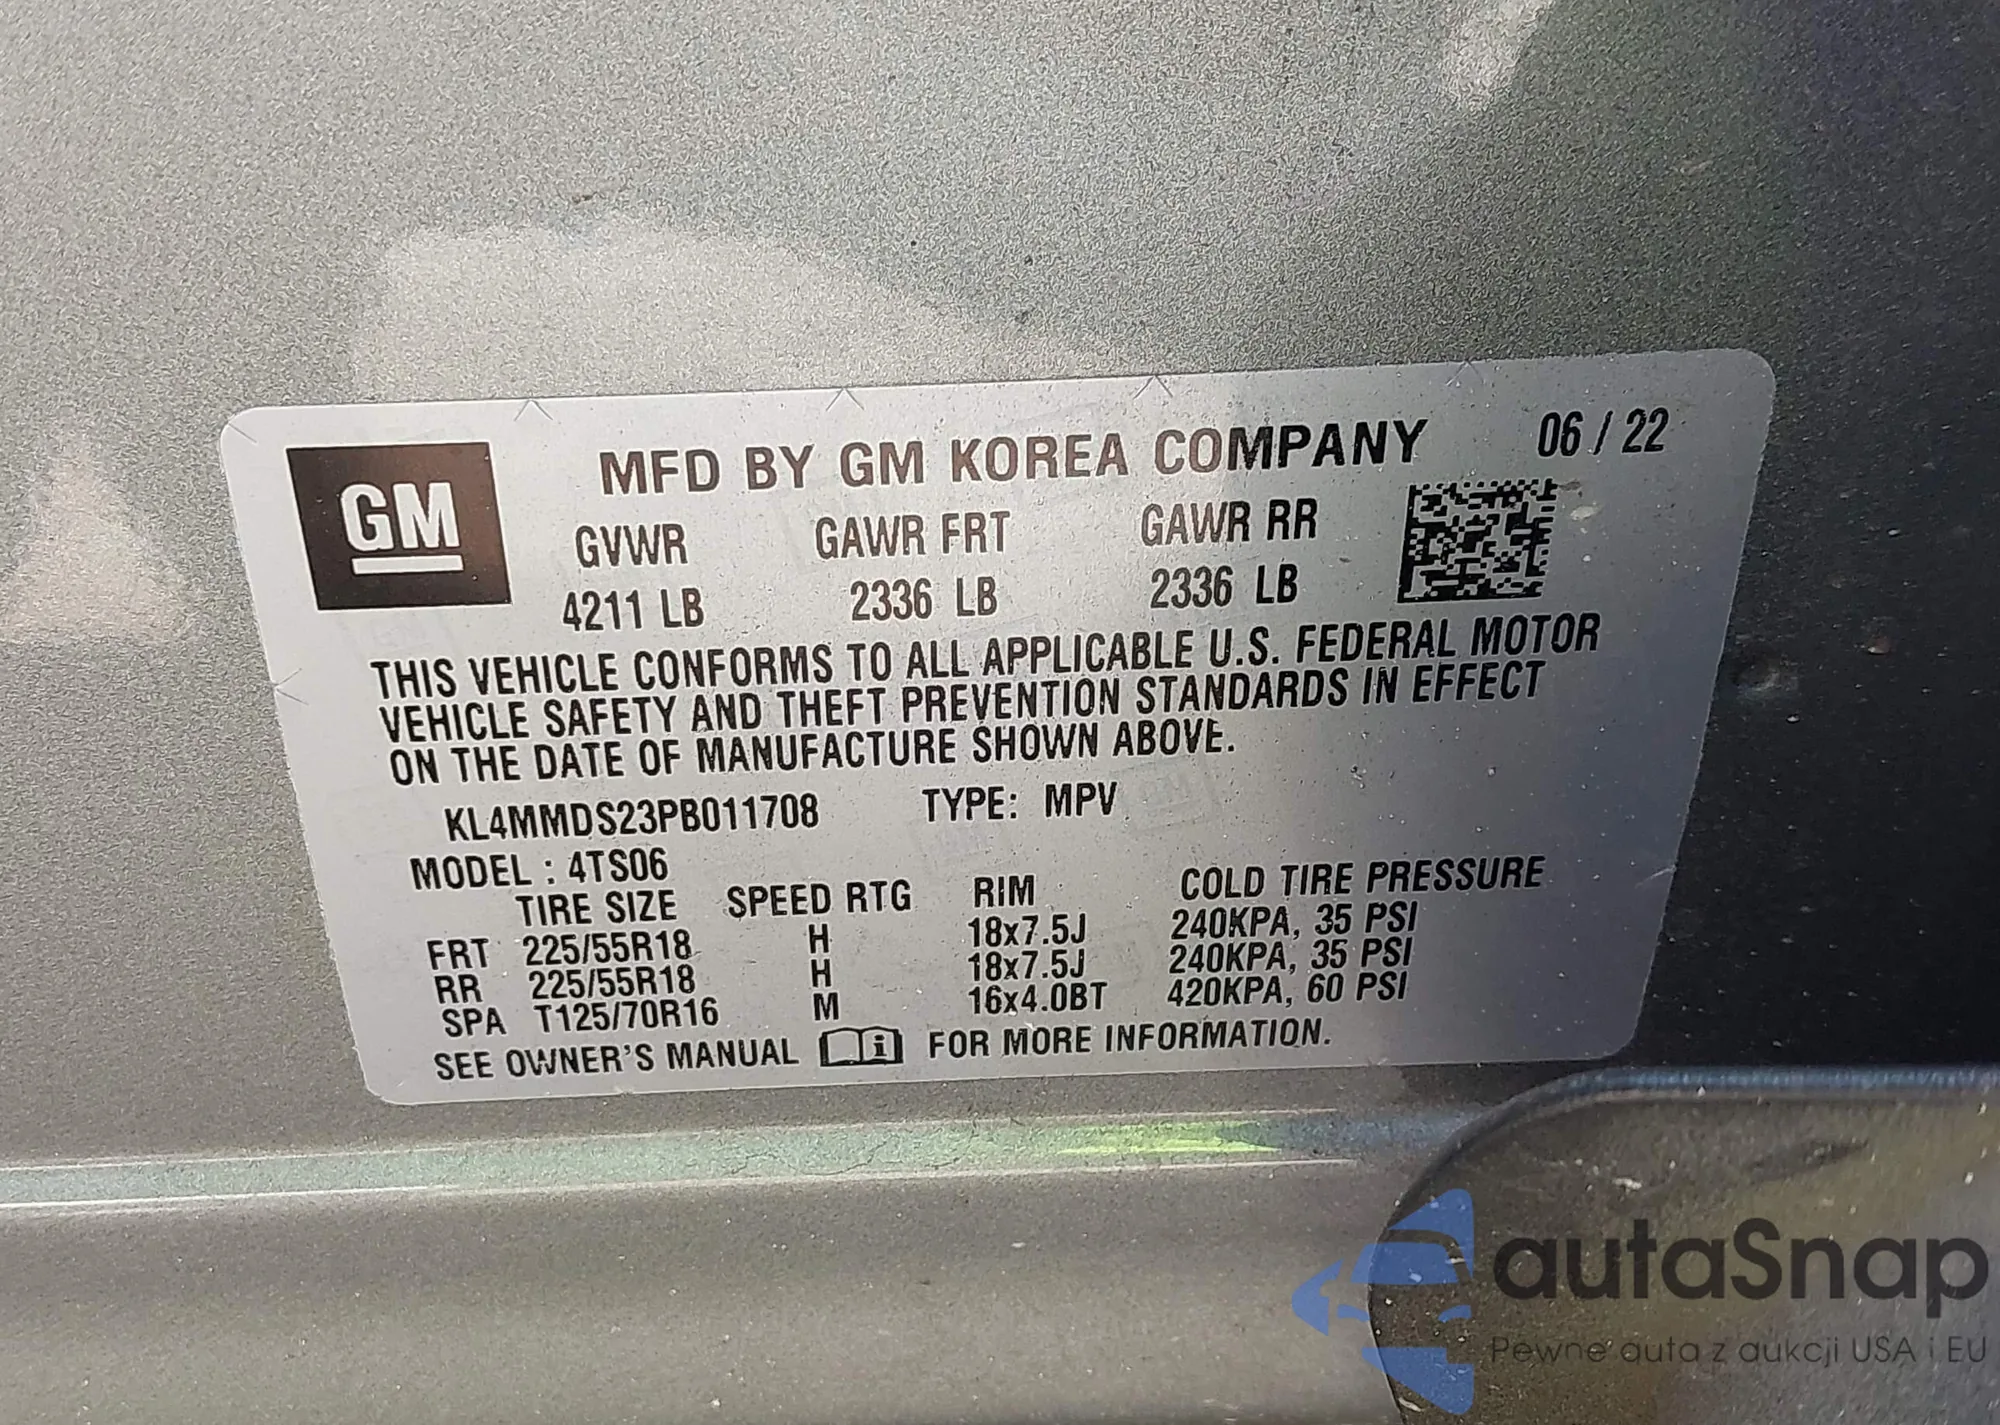 GM
MFD BY GM KOREA COMPANY 06 / 22
GVWR GAWR FRT GAWR RR
4211 LB 2336 LB 2336 LB
THIS VEHICLE CONFORMS TO ALL APPLICABLE U.S. FEDERAL MOTOR
VEHICLE SAFETY AND THEFT PREVENTION STANDARDS IN EFFECT
ON THE DATE OF MANUFACTURE SHOWN ABOVE.
KL4MMDS23PB011708 TYPE: MPV
MODEL : 4TS06
TIRE SIZE SPEED RTG RIM COLD TIRE PRESSURE
FRT 225/55R18 H 18x7.5J 240KPA, 35 PSI
RR 225/55R18 H 18x7.5J 240KPA, 35 PSI
SPA T125/70R16 M 16x4.0BT 420KPA, 60 PSI
SEE OWNER'S MANUAL i FOR MORE INFORMATION.
autaSnap
Pewne auta z aukcji USA i EU